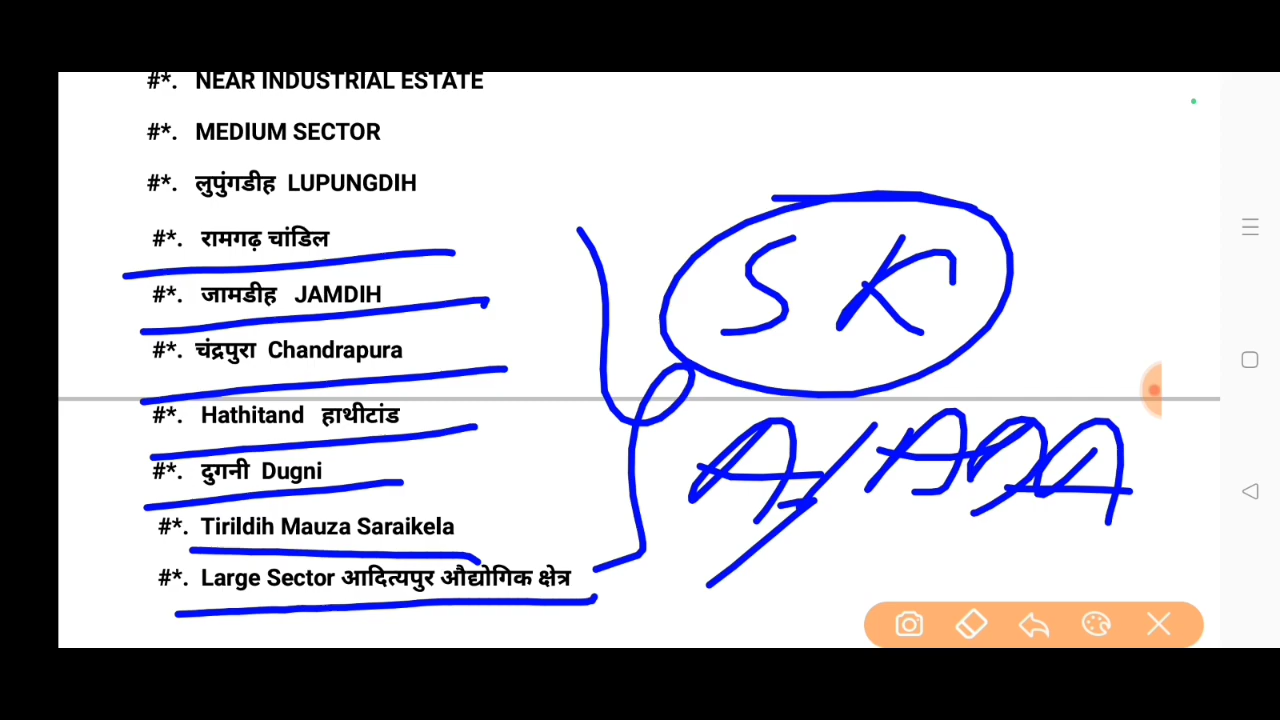 #*. NEAR INDUSTRIAL ESTATE
#*. MEDIUM SECTOR
#*. लुपुंगडीह LUPUNGDIH
#*. रामगढ़ चांडिल
#*. जामडीह JAMDIH
#*. चंद्रपुरा Chandrapura
#*. Hathitand हाथीटांड
#*. दुगनी Dugni
#*. Tirildih Mauza Saraikela
#*. Large Sector आदित्यपुर औद्योगिक क्षेत्र
SK